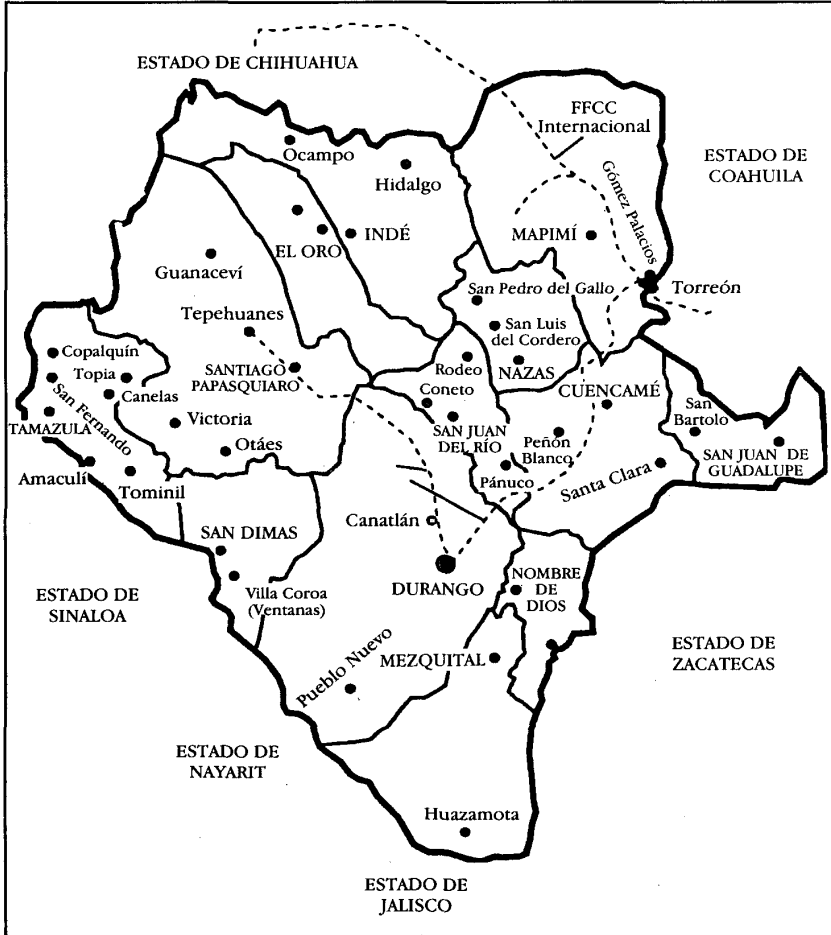 ESTADO DE CHIHUAHUA
FFCC
Internacional
ESTADO DE
COAHUILA
Ocampo
Hidalgo
Gómez Palacios
EL ORO
INDÉ
MAPIMÍ
Guanaceví
San Pedro del Gallo
Torreón
Tepehuanes
San Luis
del Cordero
Copalquín
Topia
SANTIAGO
PAPASQUIARO
Rodeo
NAZAS
Canelas
Coneto
CUENCAMÉ
San Fernando
TAMAZULA
Victoria
SAN JUAN
DEL RÍO
Peñón
Blanco
San
Bartolo
Otáes
SAN JUAN DE
GUADALUPE
Amaculí
Tominil
Pánuco
Santa Clara
Canatlán
SAN DIMAS
ESTADO DE
SINALOA
Villa Coroa
(Ventanas)
DURANGO
NOMBRE
DE
DIOS
ESTADO DE
ZACATECAS
Pueblo Nuevo
MEZQUITAL
ESTADO DE
NAYARIT
Huazamota
ESTADO DE
JALISCO